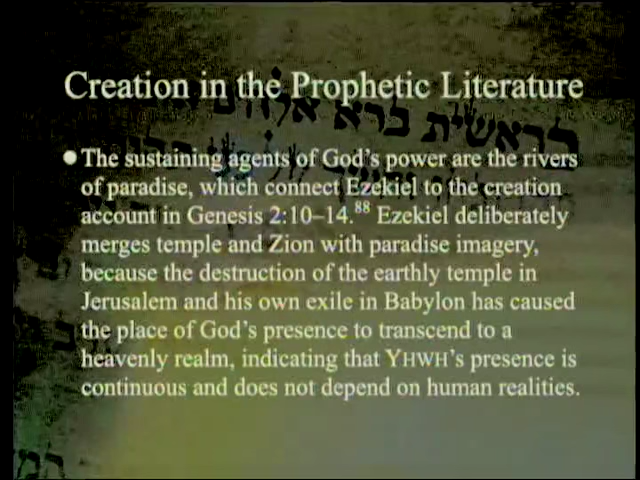 Creation in the Prophetic Literature
בראשית ברא אלהים
● The sustaining agents of God's power are the rivers
of paradise, which connect Ezekiel to the creation
account in Genesis 2:10–14.⁸⁸ Ezekiel deliberately
merges temple and Zion with paradise imagery,
because the destruction of the earthly temple in
Jerusalem and his own exile in Babylon has caused
the place of God's presence to transcend to a
heavenly realm, indicating that YHWH's presence is
continuous and does not depend on human realities.